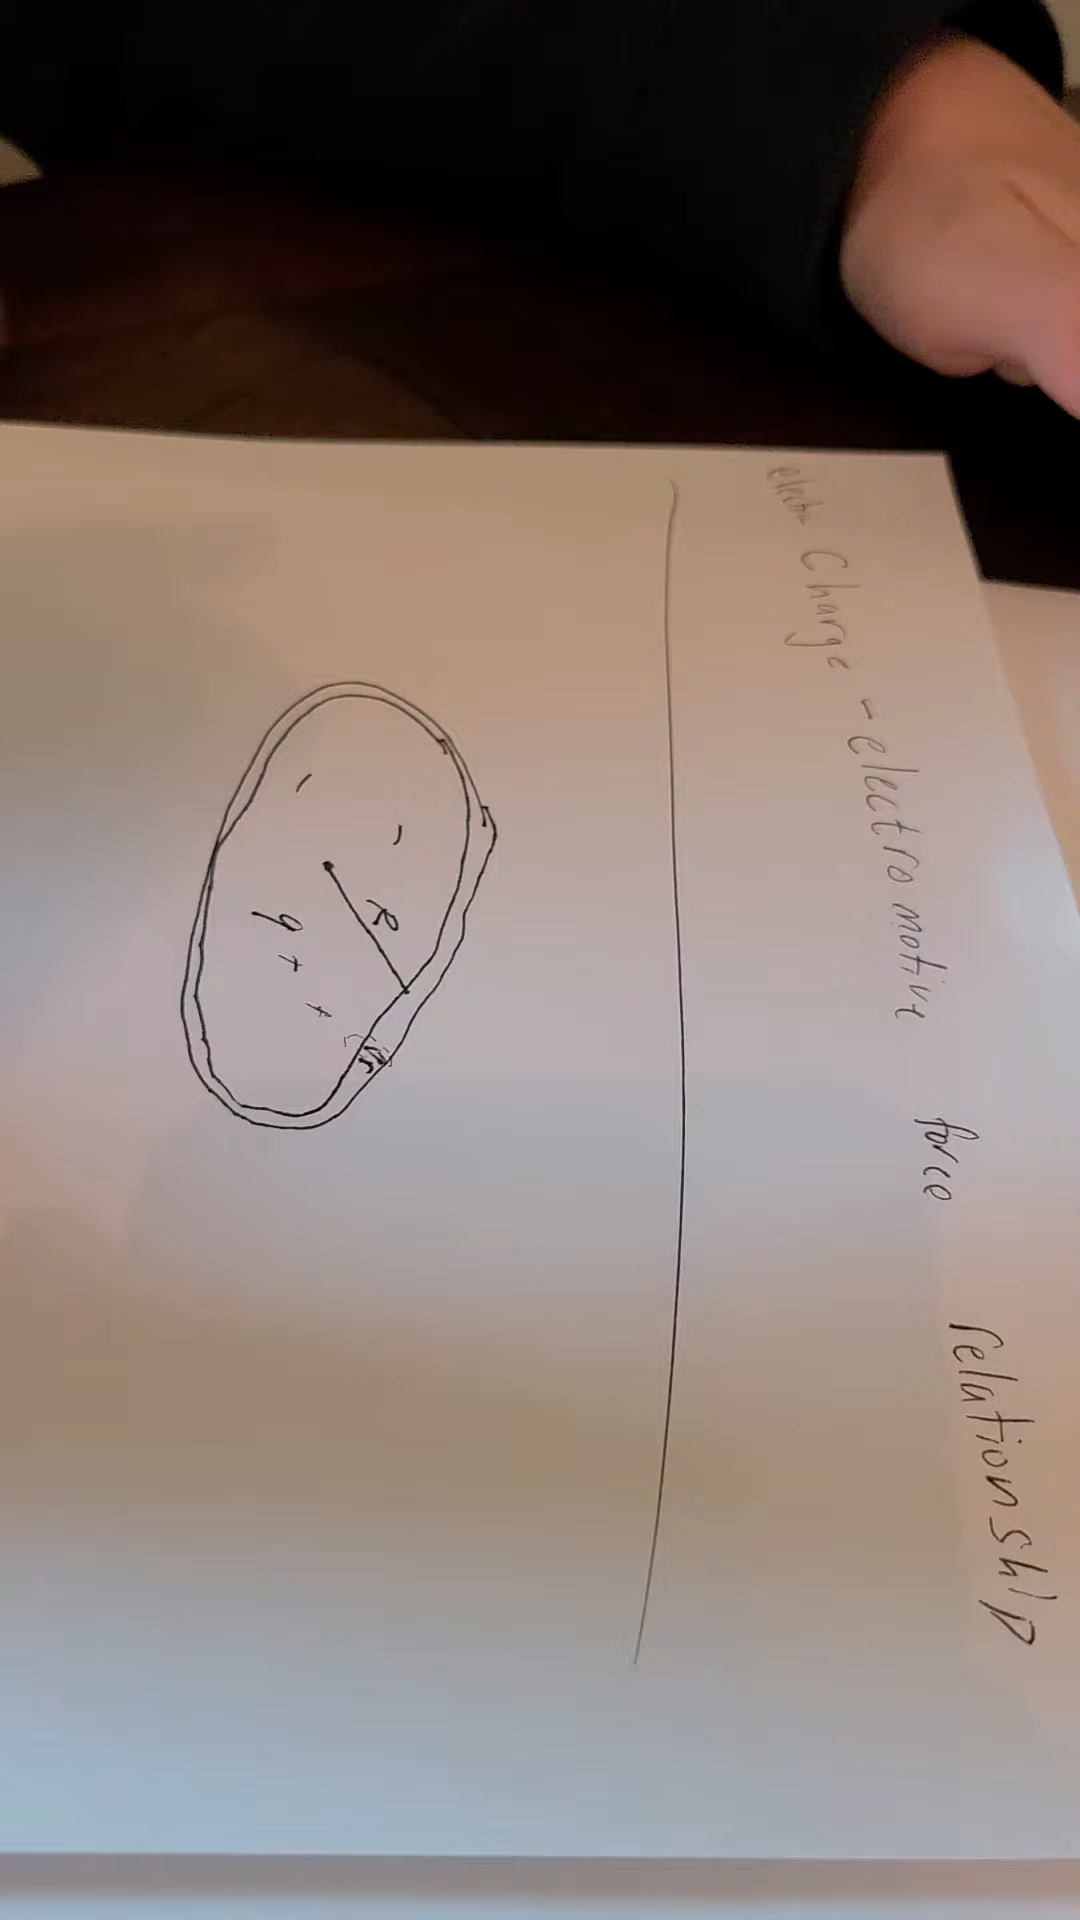 Charge - electromotive force relationship
R
q + +
- -